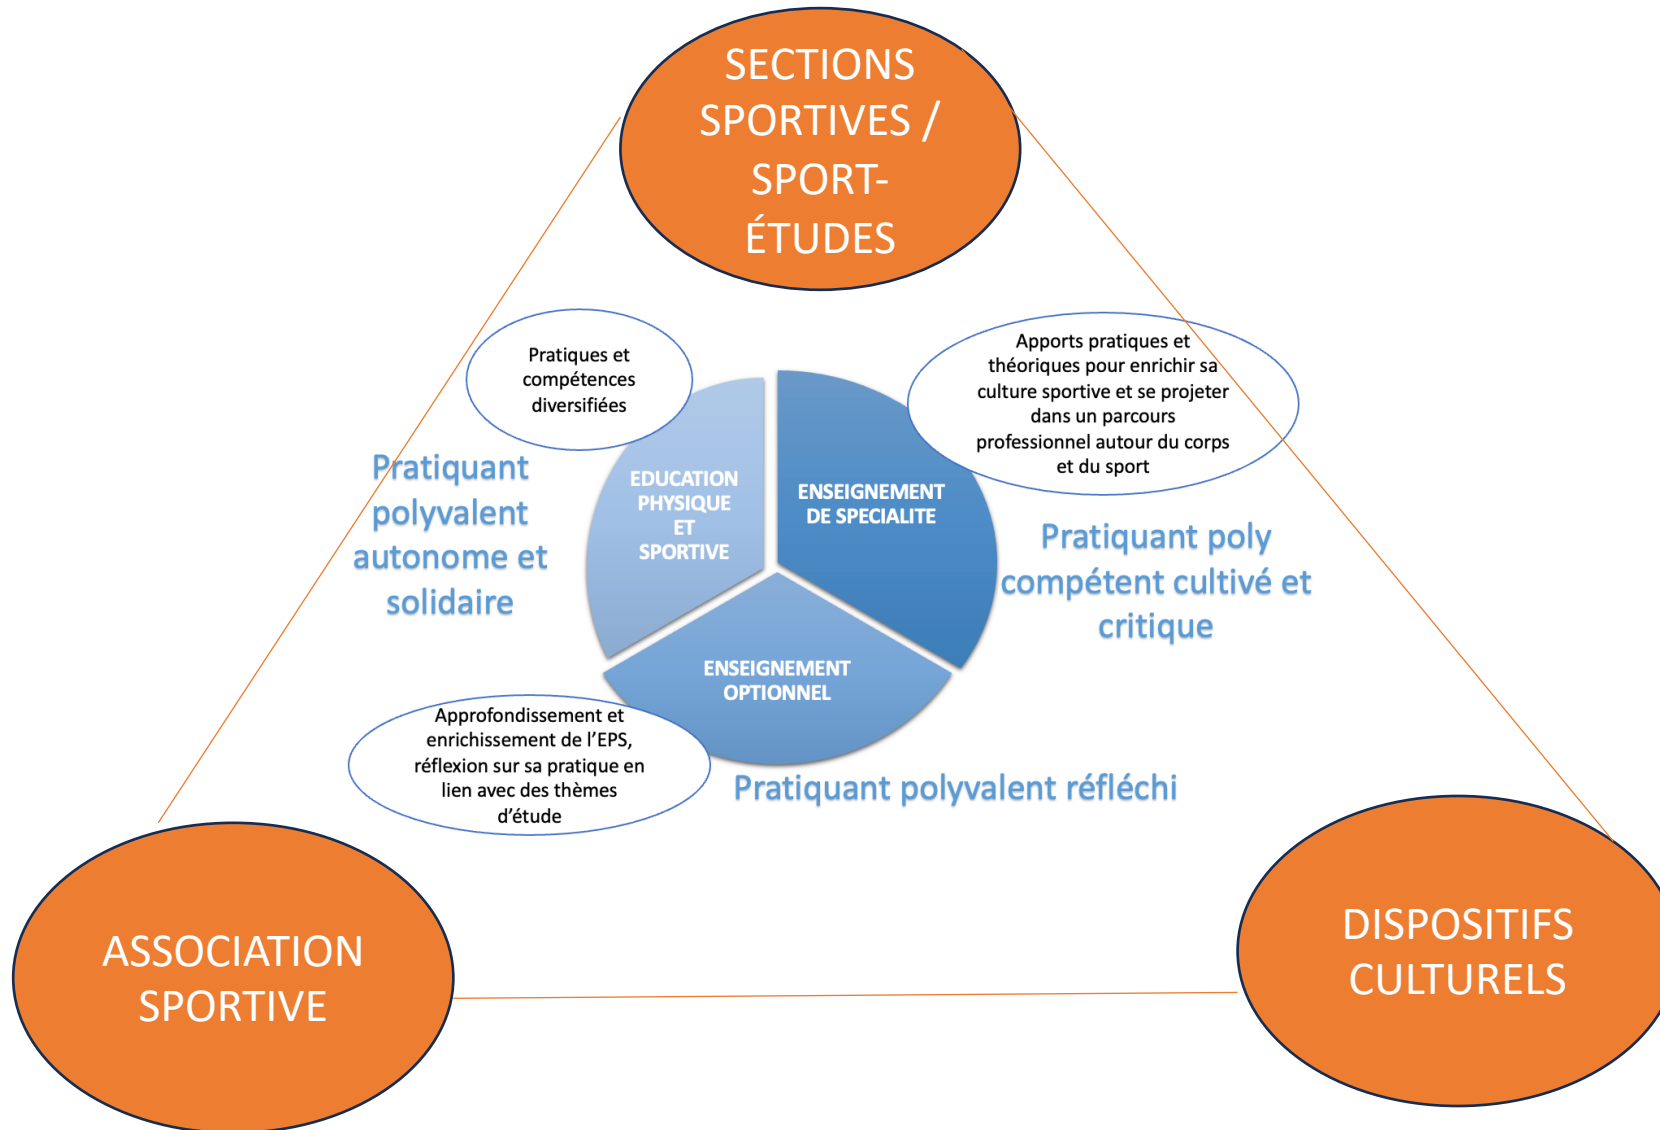 SECTIONS
SPORTIVES /
SPORT-
ÉTUDES
Pratiques et
compétences
diversifiées
Apports pratiques et
théoriques pour enrichir sa
culture sportive et se projeter
dans un parcours
professionnel autour du corps
et du sport
Pratiquant
polyvalent
autonome et
solidaire
EDUCATION
PHYSIQUE
ET
SPORTIVE
ENSEIGNEMENT
DE SPECIALITE
Pratiquant poly
compétent cultivé et
critique
ENSEIGNEMENT
OPTIONNEL
Approfondissement et
enrichissement de l’EPS,
réflexion sur sa pratique en
lien avec des thèmes
d’étude
Pratiquant polyvalent réfléchi
ASSOCIATION
SPORTIVE
DISPOSITIFS
CULTURELS